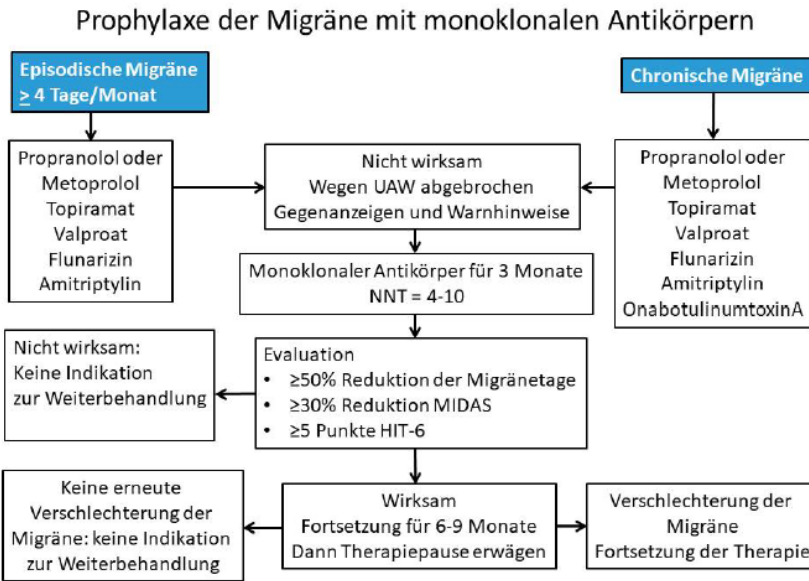 Prophylaxe der Migräne mit monoklonalen Antikörpern
Episodische Migräne
≥ 4 Tage/Monat
Chronische Migräne
Propranolol oder
Metoprolol
Topiramat
Valproat
Flunarizin
Amitriptylin
Nicht wirksam
Wegen UAW abgebrochen
Gegenanzeigen und Warnhinweise
Propranolol oder
Metoprolol
Topiramat
Valproat
Flunarizin
Amitriptylin
OnabotulinumtoxinA
Monoklonaler Antikörper für 3 Monate
NNT = 4-10
Nicht wirksam:
Keine Indikation
zur Weiterbehandlung
Evaluation
• ≥50% Reduktion der Migränetage
• ≥30% Reduktion MIDAS
• ≥5 Punkte HIT-6
Keine erneute
Verschlechterung der
Migräne: keine Indikation
zur Weiterbehandlung
Wirksam
Fortsetzung für 6-9 Monate
Dann Therapiepause erwägen
Verschlechterung der
Migräne
Fortsetzung der Therapie